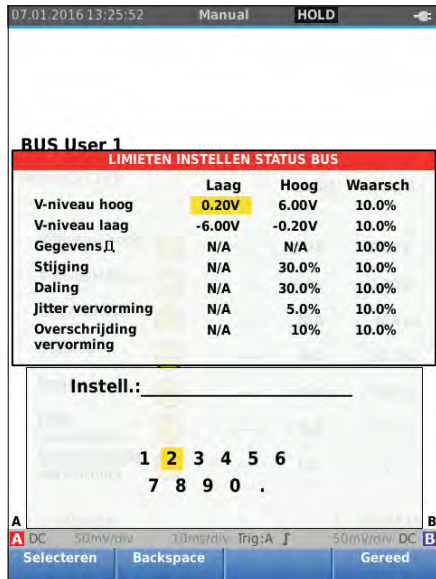 07.01.2016 13:25:52 Manual HOLD
BUS User 1
LIMIETEN INSTELLEN STATUS BUS
Laag Hoog Waarsch
V-niveau hoog 0.20V 6.00V 10.0%
V-niveau laag -6.00V -0.20V 10.0%
Gegevens N/A N/A 10.0%
Stijging N/A 30.0% 10.0%
Daling N/A 30.0% 10.0%
Jitter vervorming N/A 5.0% 10.0%
Overschrijding N/A 10% 10.0%
vervorming
Instell.:
1 2 3 4 5 6
7 8 9 0 .
A B
A DC 50mV/div 10ms/div Trig:A 50mV/div DC B
Selecteren Backspace Gereed